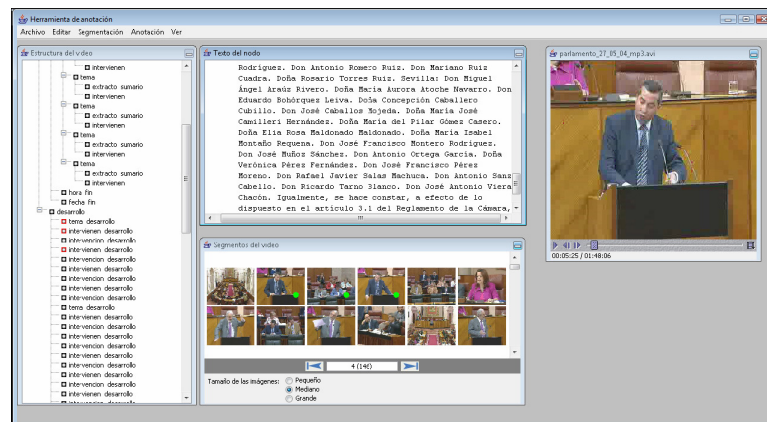 Herramienta de anotación
Archivo Editar Segmentación Anotación Ver
Estructura del video
intervienen
tema
extracto sumario
intervienen
tema
extracto sumario
intervienen
tema
extracto sumario
intervienen
tema
extracto sumario
intervienen
hora fin
fecha fin
desarrollo
tema desarrollo
intervienen desarrollo
intervencion desarrollo
intervienen desarrollo
intervencion desarrollo
intervienen desarrollo
intervencion desarrollo
intervienen desarrollo
intervencion desarrollo
tema desarrollo
intervienen desarrollo
intervencion desarrollo
intervienen desarrollo
intervencion desarrollo
intervienen desarrollo
intervencion desarrollo
intervienen desarrollo
intervencion desarrollo
Texto del nodo
Rodríguez. Don Antonio Romero Ruiz. Don Mariano Ruiz
Cuadra. Doña Rosario Torres Ruiz. Sevilla: Don Miguel
Ángel Araúz Rivero. Doña María Aurora Atoche Navarro. Don
Eduardo Bohórquez Leiva. Doña Concepción Caballero
Cubillo. Don José Caballos Mojeda. Doña María José
Camilleri Hernández. Doña María del Pilar Gómez Casero.
Doña Elia Rosa Maldonado Maldonado. Doña María Isabel
Montaño Requena. Don José Francisco Montero Rodríguez.
Don José Muñoz Sánchez. Don Antonio Ortega García. Doña
Verónica Pérez Fernández. Don José Francisco Pérez
Moreno. Don Rafael Javier Salas Machuca. Don Antonio Sanz
Cabello. Don Ricardo Tarno Blanco. Don José Antonio Viera
Chacón. Igualmente, se hace constar, a efecto de lo
dispuesto en el artículo 3.1 del Reglamento de la Cámara,
Segmentos del video
4 (146)
Tamaño de las imágenes:
Pequeño
Mediano
Grande
parlamento_27_05_04_mp3.avi
00:05:25 / 01:48:06